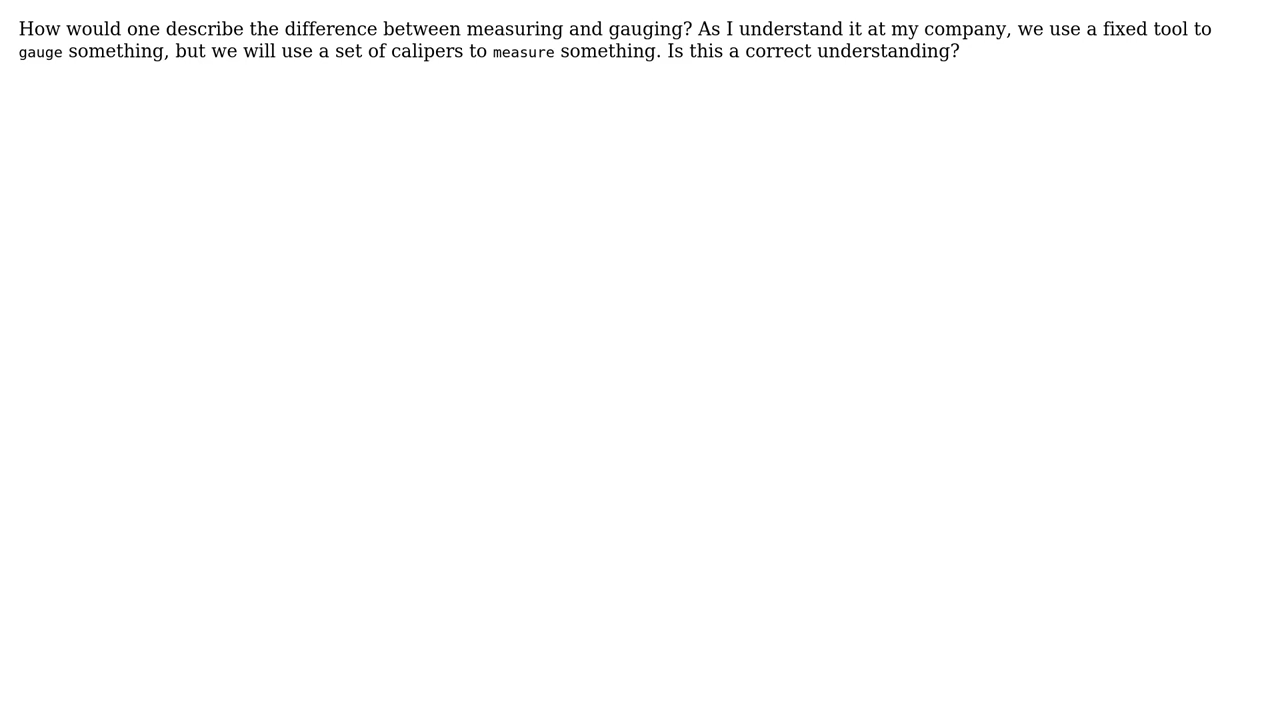 How would one describe the difference between measuring and gauging? As I understand it at my company, we use a fixed tool to
gauge something, but we will use a set of calipers to measure something. Is this a correct understanding?